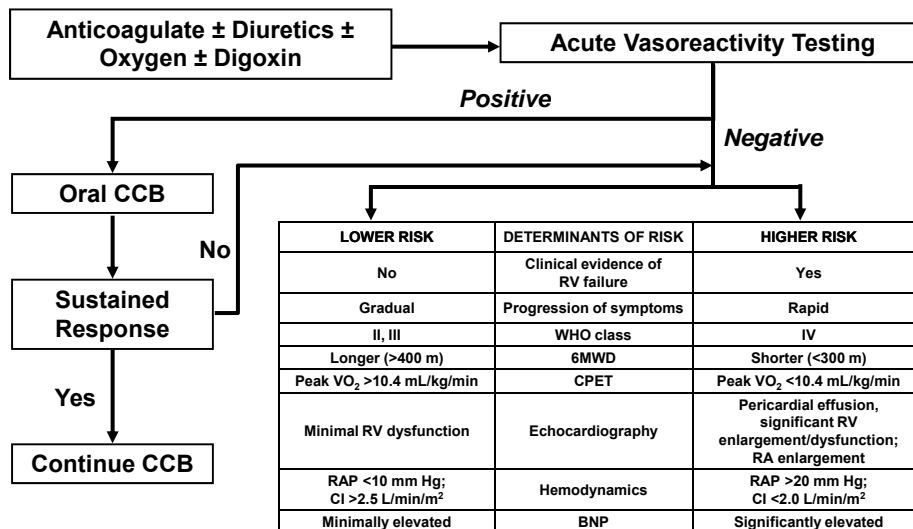 Anticoagulate ± Diuretics ±
Oxygen ± Digoxin
Acute Vasoreactivity Testing
Positive
Negative
Oral CCB
No
Sustained
Response
Yes
Continue CCB
LOWER RISK
DETERMINANTS OF RISK
HIGHER RISK
No
Clinical evidence of
RV failure
Yes
Gradual
Progression of symptoms
Rapid
II, III
WHO class
IV
Longer (>400 m)
6MWD
Shorter (<300 m)
Peak VO₂ >10.4 mL/kg/min
CPET
Peak VO₂ <10.4 mL/kg/min
Minimal RV dysfunction
Echocardiography
Pericardial effusion,
significant RV
enlargement/dysfunction;
RA enlargement
RAP <10 mm Hg;
CI >2.5 L/min/m²
Hemodynamics
RAP >20 mm Hg;
CI <2.0 L/min/m²
Minimally elevated
BNP
Significantly elevated